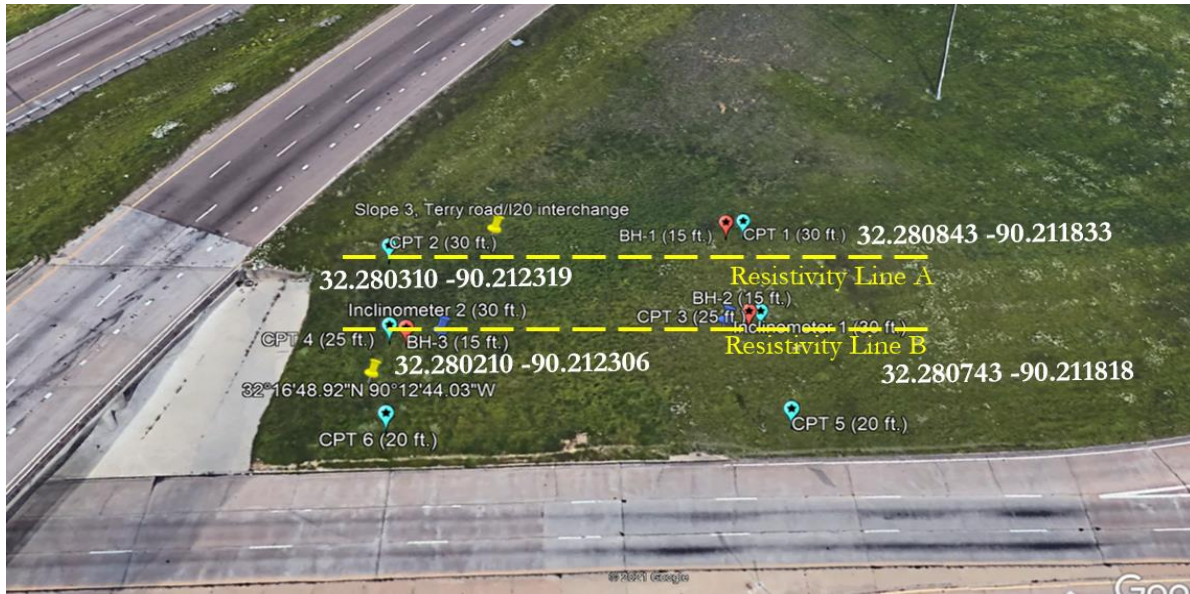 Slope 3, Terry road/I20 interchange
BH-1 (15 ft.)
CPT 1 (30 ft.)
32.280843 -90.211833
CPT 2 (30 ft.)
32.280310 -90.212319
Resistivity Line A
BH-2 (15 ft.)
Inclinometer 2 (30 ft.)
CPT 3 (25 ft.)
Inclinometer 1 (30 ft.)
CPT 4 (25 ft.)
BH-3 (15 ft.)
Resistivity Line B
32.280210 -90.212306
32.280743 -90.211818
32°16'48.92"N 90°12'44.03"W
CPT 6 (20 ft.)
CPT 5 (20 ft.)
© 2021 Google
Goo